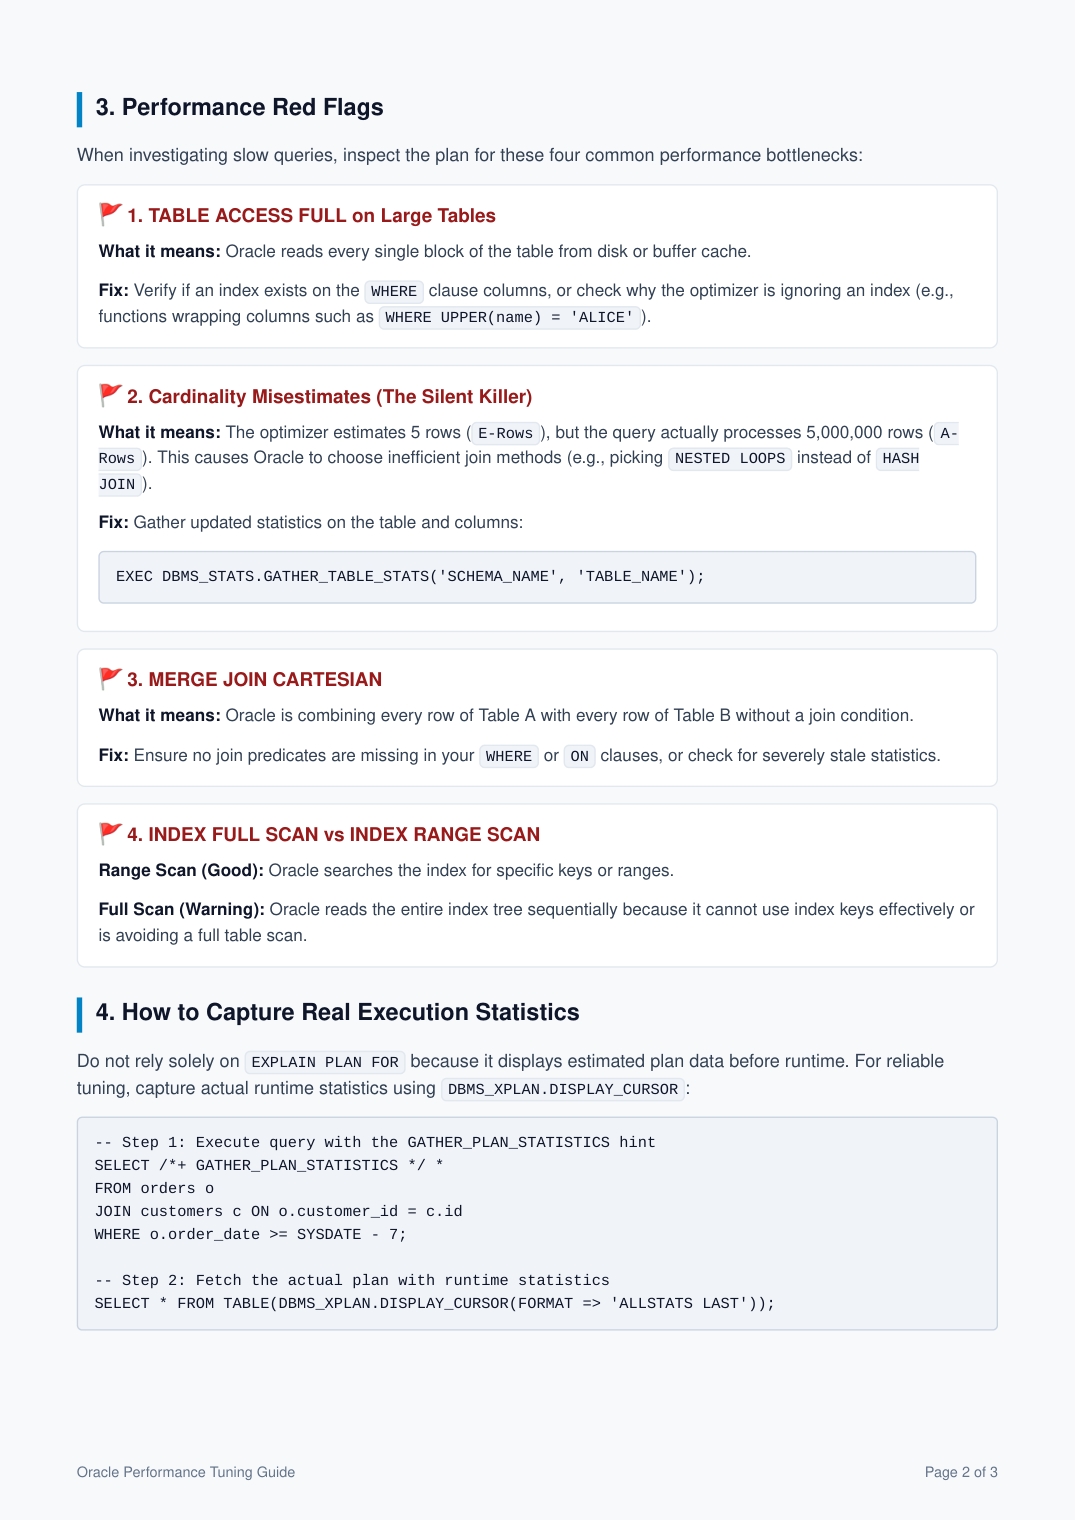 3. Performance Red Flags
When investigating slow queries, inspect the plan for these four common performance bottlenecks:
🚩 1. TABLE ACCESS FULL on Large Tables
What it means: Oracle reads every single block of the table from disk or buffer cache.
Fix: Verify if an index exists on the WHERE clause columns, or check why the optimizer is ignoring an index (e.g.,
functions wrapping columns such as WHERE UPPER(name) = 'ALICE').
🚩 2. Cardinality Misestimates (The Silent Killer)
What it means: The optimizer estimates 5 rows (E-Rows), but the query actually processes 5,000,000 rows (A-
Rows). This causes Oracle to choose inefficient join methods (e.g., picking NESTED LOOPS instead of HASH
JOIN).
Fix: Gather updated statistics on the table and columns:
EXEC DBMS_STATS.GATHER_TABLE_STATS('SCHEMA_NAME', 'TABLE_NAME');
🚩 3. MERGE JOIN CARTESIAN
What it means: Oracle is combining every row of Table A with every row of Table B without a join condition.
Fix: Ensure no join predicates are missing in your WHERE or ON clauses, or check for severely stale statistics.
🚩 4. INDEX FULL SCAN vs INDEX RANGE SCAN
Range Scan (Good): Oracle searches the index for specific keys or ranges.
Full Scan (Warning): Oracle reads the entire index tree sequentially because it cannot use index keys effectively or
is avoiding a full table scan.
4. How to Capture Real Execution Statistics
Do not rely solely on EXPLAIN PLAN FOR because it displays estimated plan data before runtime. For reliable
tuning, capture actual runtime statistics using DBMS_XPLAN.DISPLAY_CURSOR:
-- Step 1: Execute query with the GATHER_PLAN_STATISTICS hint
SELECT /*+ GATHER_PLAN_STATISTICS */ *
FROM orders o
JOIN customers c ON o.customer_id = c.id
WHERE o.order_date >= SYSDATE - 7;
-- Step 2: Fetch the actual plan with runtime statistics
SELECT * FROM TABLE(DBMS_XPLAN.DISPLAY_CURSOR(FORMAT => 'ALLSTATS LAST'));
Oracle Performance Tuning Guide
Page 2 of 3